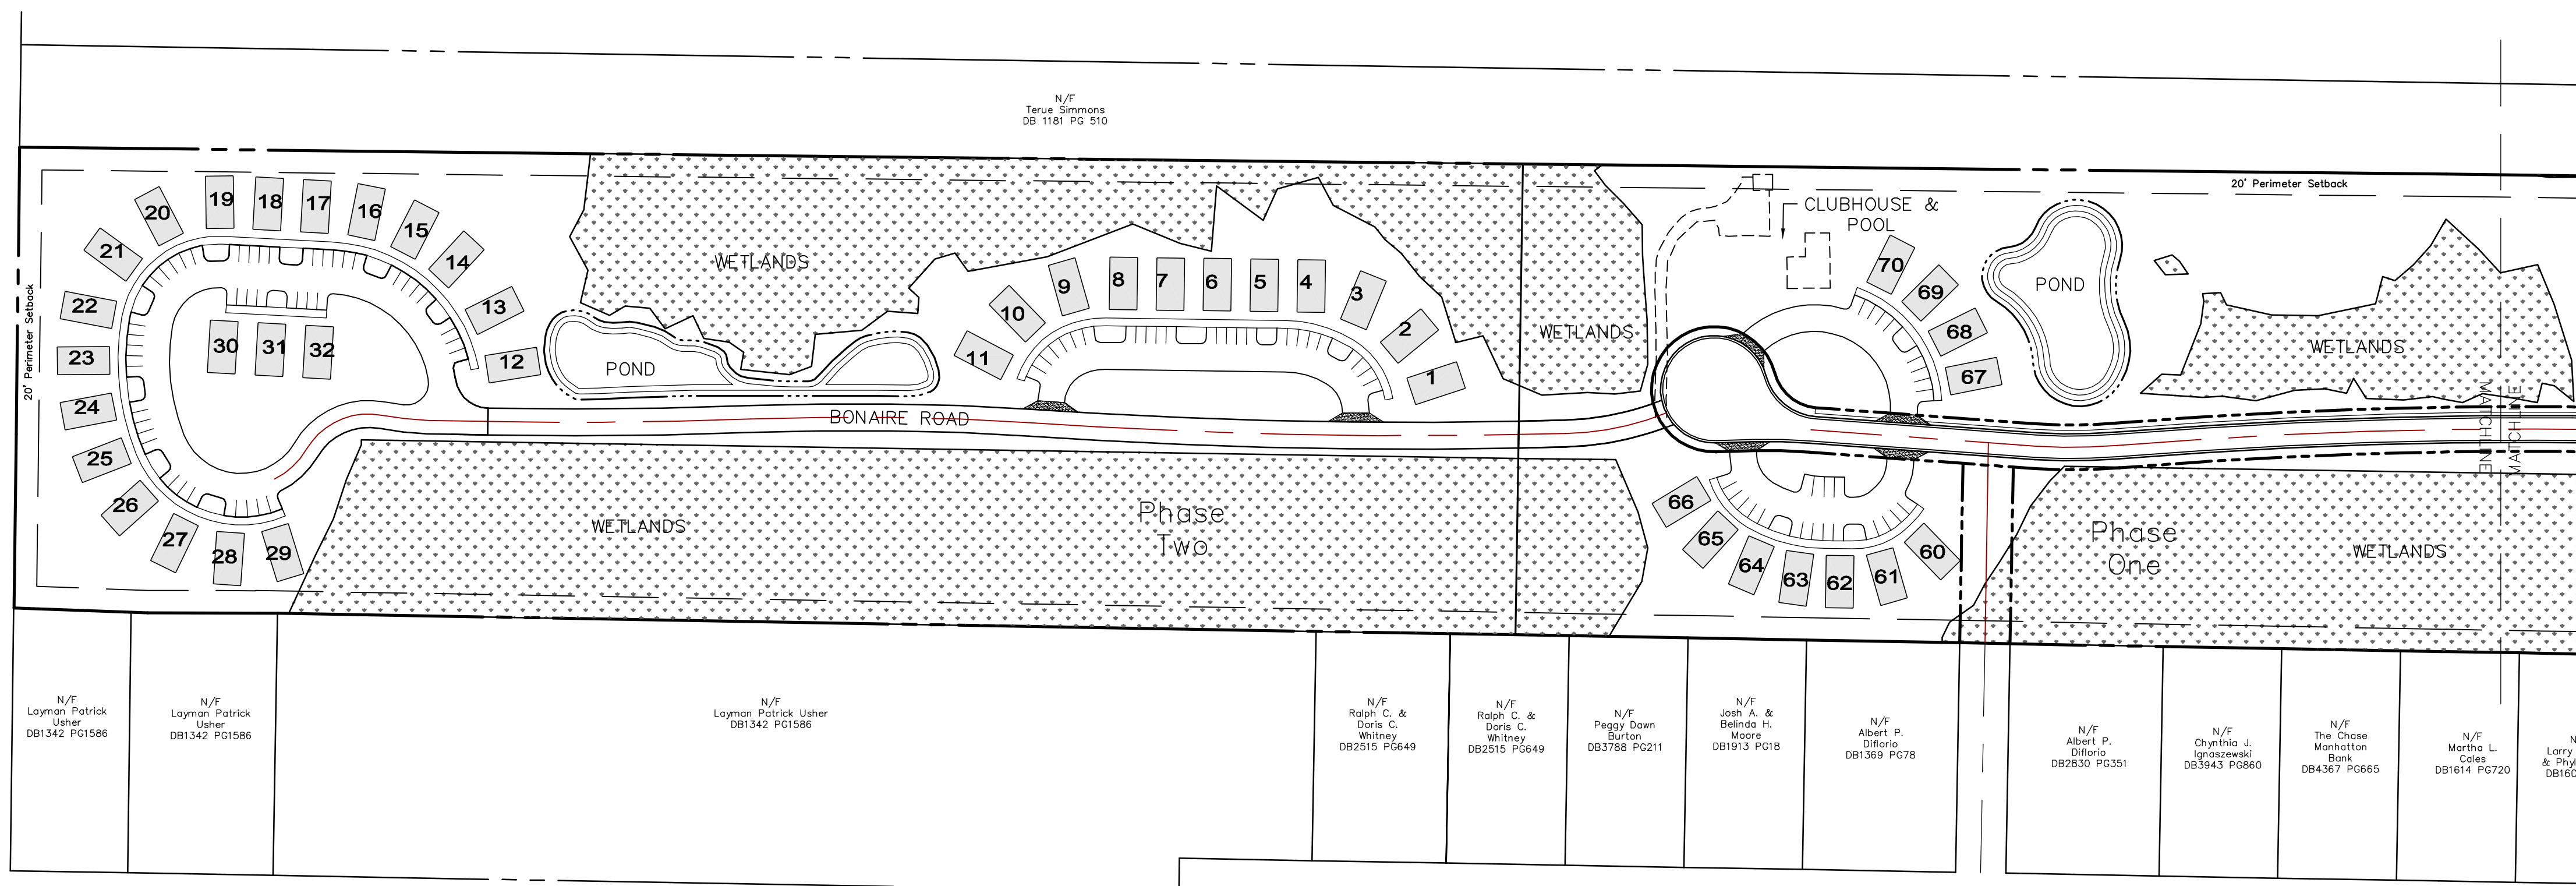 N/F
Terue Simmons
DB 1181 PG 510
20' Perimeter Setback
20' Perimeter Setback
19
18
17
16
15
14
13
12
20
21
22
23
24
25
26
27
28
29
30
31
32
WETLANDS
POND
BONAIRE ROAD
11
10
9
8
7
6
5
4
3
2
1
WETLANDS
Phase
Two
WETLANDS
CLUBHOUSE &
POOL
70
69
68
67
POND
WETLANDS
MATCHLINE
MATCHLINE
66
65
64
63
62
61
60
Phase
One
WETLANDS
N/F
Layman Patrick
Usher
DB1342 PG1586
N/F
Layman Patrick
Usher
DB1342 PG1586
N/F
Layman Patrick Usher
DB1342 PG1586
N/F
Ralph C. &
Doris C.
Whitney
DB2515 PG649
N/F
Ralph C. &
Doris C.
Whitney
DB2515 PG649
N/F
Peggy Dawn
Burton
DB3788 PG211
N/F
Josh A. &
Belinda H.
Moore
DB1913 PG18
N/F
Albert P.
Diflorio
DB1369 PG78
N/F
Albert P.
Diflorio
DB2830 PG351
N/F
Chynthia J.
Ignaszewski
DB3943 PG860
N/F
The Chase
Manhatton
Bank
DB4367 PG665
N/F
Martha L.
Cales
DB1614 PG720
Larry